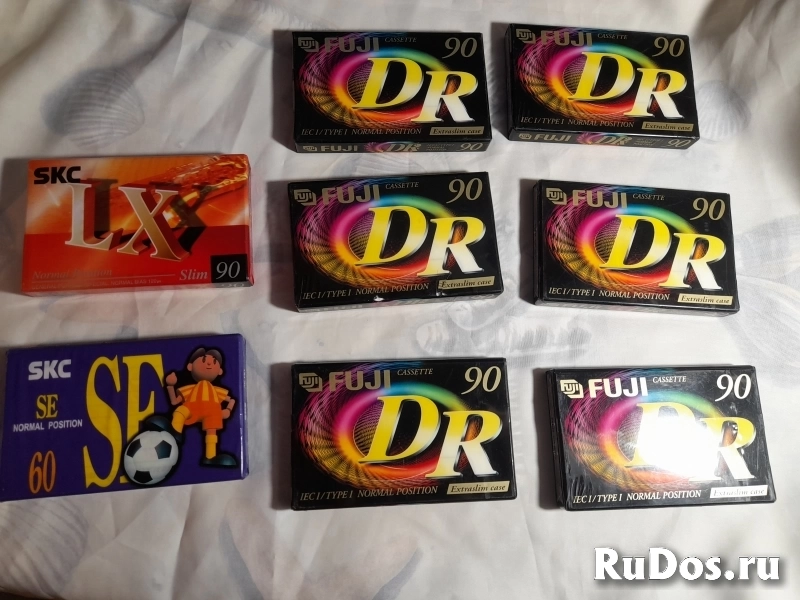 FUJI CASSETTE 90
DR
IEC I/TYPE I NORMAL POSITION Extraslim case
FUJI DR 90
FUJI CASSETTE 90
DR
IEC I/TYPE I NORMAL POSITION Extraslim case
FUJI DR 90
SKC
LX
Normal Position
Slim 90
FUJI CASSETTE 90
DR
IEC I/TYPE I NORMAL POSITION Extraslim case
FUJI CASSETTE 90
DR
IEC I/TYPE I NORMAL POSITION Extraslim case
SKC
SE
NORMAL POSITION
60
SE
FUJI CASSETTE 90
DR
IEC I/TYPE I NORMAL POSITION Extraslim case
FUJI CASSETTE 90
DR
IEC I/TYPE I NORMAL POSITION Extraslim case
RuDos.ru